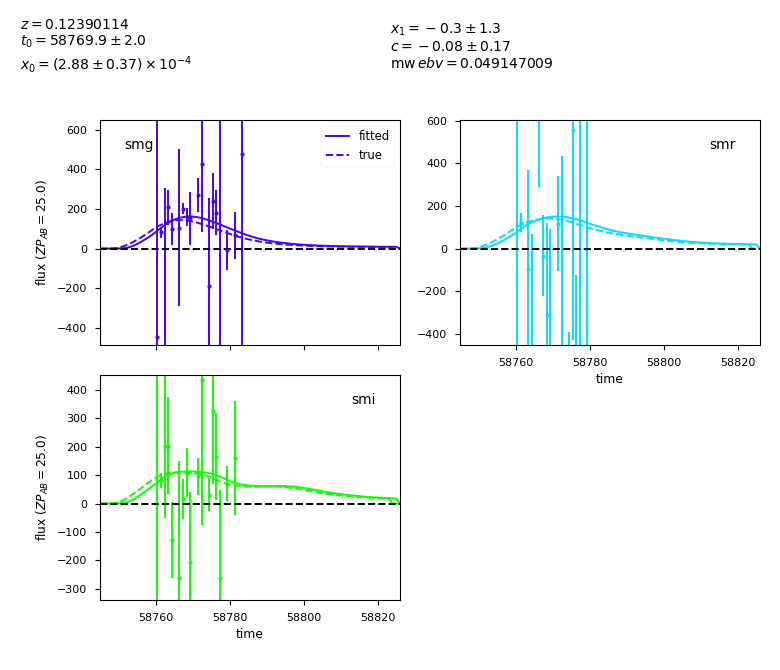 z = 0.12390114
t₀ = 58769.9 ± 2.0
x₀ = (2.88 ± 0.37) × 10⁻⁴
x₁ = −0.3 ± 1.3
c = −0.08 ± 0.17
mw ebv = 0.049147009
smg
fitted
true
600
400
200
0
−200
−400
flux (ZP_AB = 25.0)
smr
600
400
200
0
−200
−400
58760 58780 58800 58820
time
smi
400
300
200
100
0
−100
−200
−300
flux (ZP_AB = 25.0)
58760 58780 58800 58820
time